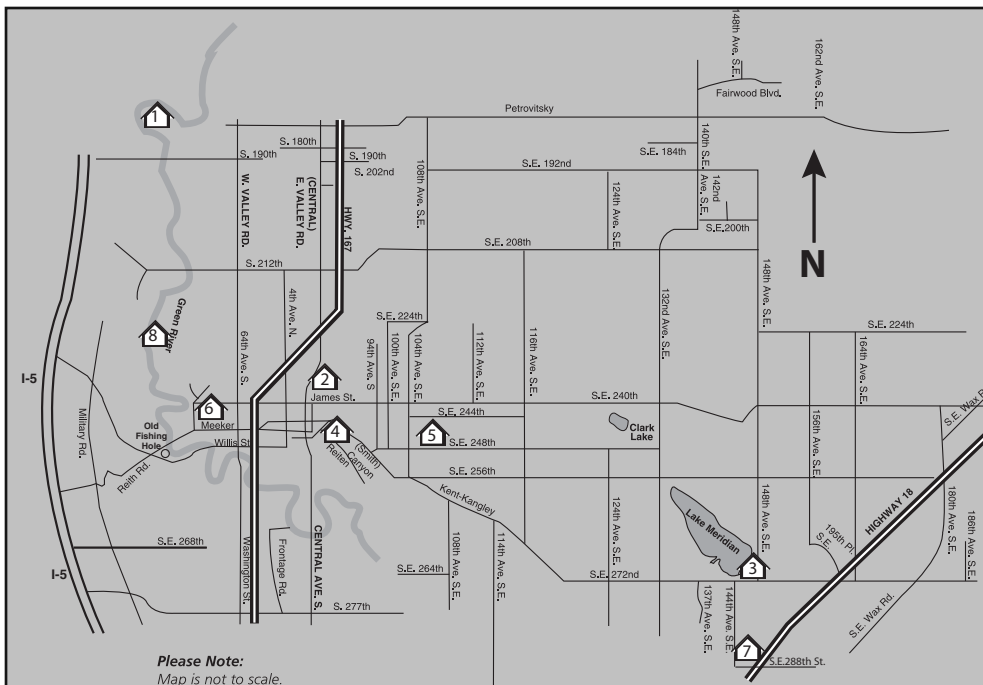 148th Ave. S.E.
162nd Ave. S.E.
Fairwood Blvd.
1
Petrovitsky
S. 180th
S. 190th
S. 190th
S. 202nd
108th Ave. S.E.
S.E. 184th
140th S.E.
Ave. S.E.
142nd
S.E. 192nd
124th Ave. S.E.
S.E. 200th
W. VALLEY RD.
(CENTRAL)
E. VALLEY RD.
HWY. 167
N
S.E. 208th
S. 212th
148th Ave. S.E.
132nd Ave. S.E.
4th Ave. N.
Green River
8
64th Ave. S.
S.E. 224th
S.E. 224th
94th Ave. S
100th Ave. S.E.
104th Ave. S.E.
112th Ave. S.E.
116th Ave. S.E.
164th Ave. S.E.
I-5
2
James St.
S.E. 240th
Military Rd.
6
Meeker
Old
Fishing
Hole
Willis St.
4
5
S.E. 244th
S.E. 248th
Clark
Lake
156th Ave. S.E.
S.E. Wax R
Reith Rd.
Reiten
Canyon
(Smith)
S.E. 256th
Kent-Kangley
HIGHWAY 18
180th Ave. S.E.
186th Ave. S.E.
Lake Meridian
148th Ave. S.E.
124th Ave. S.E.
195th Pl.
S.E.
S.E. 268th
I-5
Washington St.
Frontage Rd.
CENTRAL AVE. S.
108th Ave. S.E.
114th Ave. S.E.
S.E. 264th
S.E. 272nd
3
S. 277th
137th Ave. S.E.
144th Ave. S.E.
S.E. Wax Rd.
7
S.E.288th St.
Please Note:
Map is not to scale.